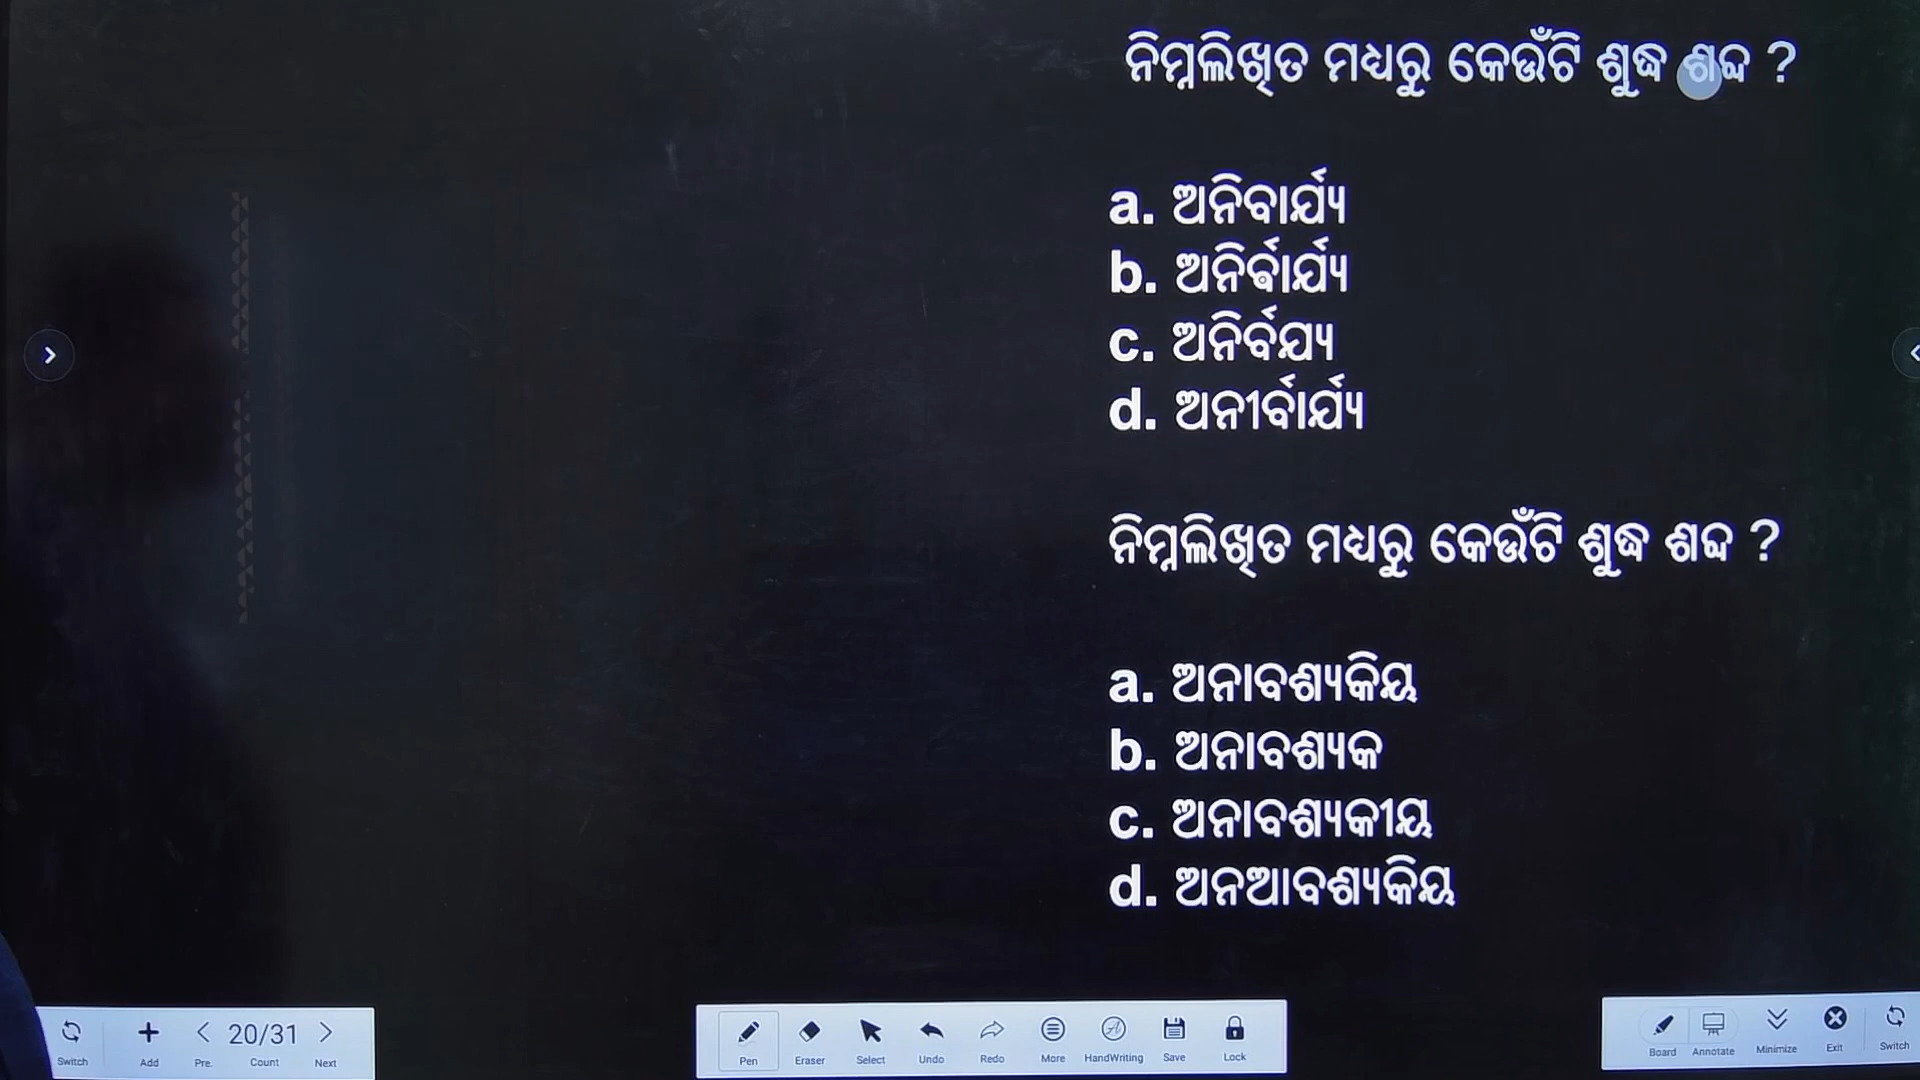 ନିମ୍ନଲିଖିତ ମଧ୍ୟରୁ କେଉଁଟି ଶୁଦ୍ଧ ଶବ୍ଦ ?
a. ଅନିବାର୍ଯ୍ୟ
b. ଅନିର୍ବାର୍ଯ୍ୟ
c. ଅନିର୍ବଯ୍ୟ
d. ଅନୀର୍ବାର୍ଯ୍ୟ
ନିମ୍ନଲିଖିତ ମଧ୍ୟରୁ କେଉଁଟି ଶୁଦ୍ଧ ଶବ୍ଦ ?
a. ଅନାବଶ୍ୟକିୟ
b. ଅନାବଶ୍ୟକ
c. ଅନାବଶ୍ୟକୀୟ
d. ଅନଆବଶ୍ୟକିୟ
20/31
Switch Add Pre. Count Next
Pen Eraser Select Undo Redo More HandWriting Save Lock
Board Annotate Minimize Exit Switch